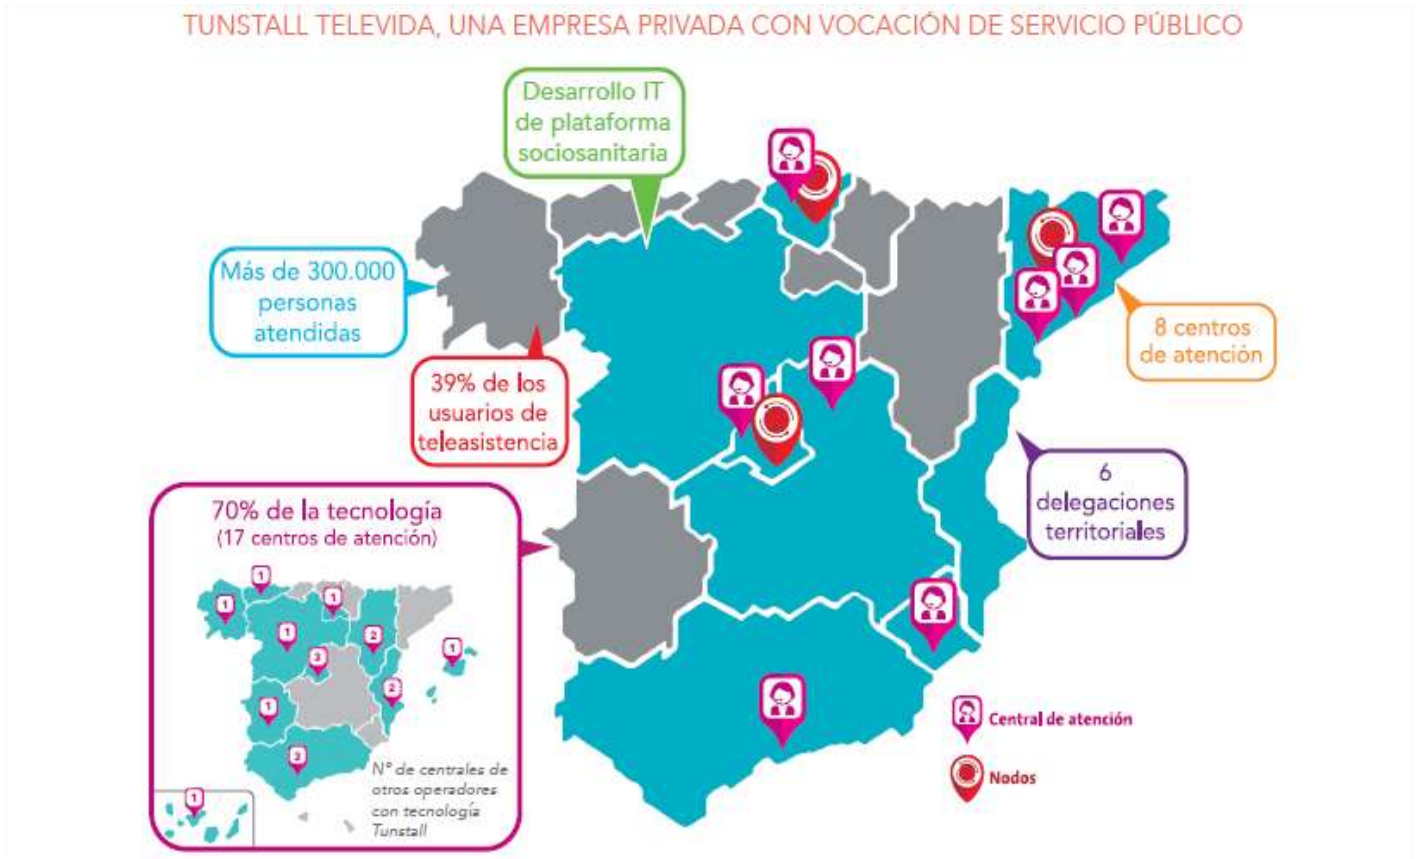 TUNSTALL TELEVIDA, UNA EMPRESA PRIVADA CON VOCACIÓN DE SERVICIO PÚBLICO
Desarrollo IT
de plataforma
sociosanitaria
Más de 300.000
personas
atendidas
39% de los
usuarios de
teleasistencia
8 centros
de atención
6
delegaciones
territoriales
70% de la tecnología
(17 centros de atención)
1
1
1
1
2
3
1
2
1
3
1
Nº de centrales de
otros operadores
con tecnología
Tunstall
Central de atención
Nodos